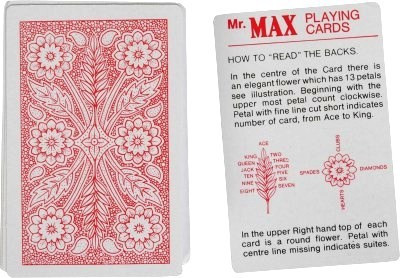 Mr. MAX PLAYING CARDS
HOW TO "READ" THE BACKS.
In the centre of the Card there is
an elegant flower which has 13 petals
see illustration. Beginning with the
upper most petal count clockwise.
Petal with fine line cut short indicates
number of card, from Ace to King.
ACE
KING TWO
QUEEN THREE
JACK FOUR
TEN FIVE
NINE SIX
EIGHT SEVEN
CLUBS
SPADES DIAMONDS
HEARTS
In the upper Right hand top of each
card is a round flower. Petal with
centre line missing indicates suites.